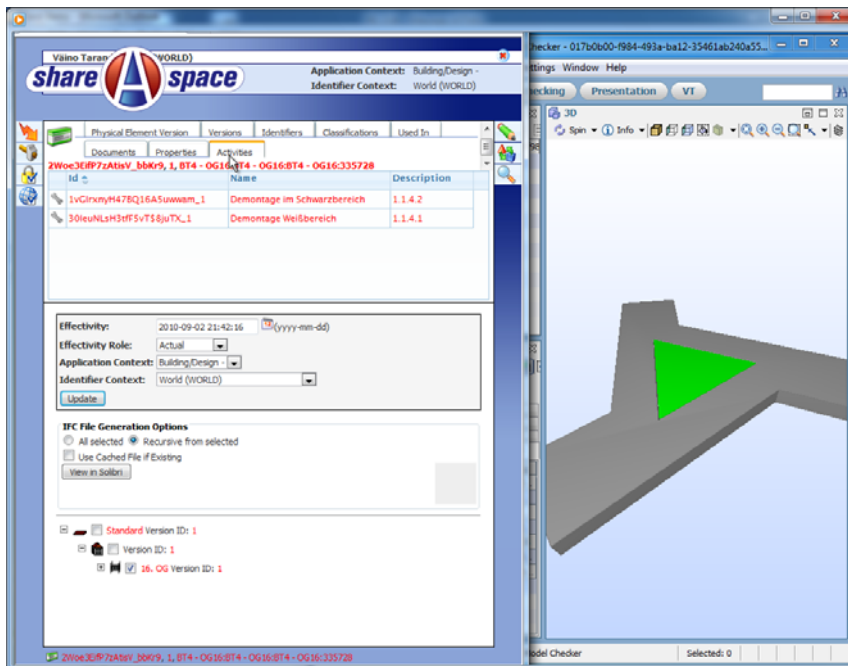 Väino Taran
WORLD)
share A space
Application Context: Building/Design -
Identifier Context: World (WORLD)
Physical Element Version Versions Identifiers Classifications Used In
Documents Properties Activities
2Woe3EifP7zAtisV_bbKr9, 1, BT4 - OG16:BT4 - OG16:BT4 - OG16:335728
Id Name Description
Demontage im Schwarzbereich 1.1.4.2
30IeuNLsH3tfF5vT$8juTX_1 Demontage Weißbereich 1.1.4.1
Effectivity: 2010-09-02 21:42:16 (yyyy-mm-dd)
Effectivity Role: Actual
Application Context: Building/Design -
Identifier Context: World (WORLD)
Update
IFC File Generation Options
All selected Recursive from selected
Use Cached File if Existing
View in Solibri
Standard Version ID: 1
Version ID: 1
16. OG Version ID: 1
2Woe3EifP7zAtisV_bbKr9, 1, BT4 - OG16:BT4 - OG16:BT4 - OG16:335728
Checker - 017b0b00-f984-493a-ba12-35461ab240a55...
ttings Window Help
ecking Presentation VT
3D
Spin Info
odel Checker Selected: 0